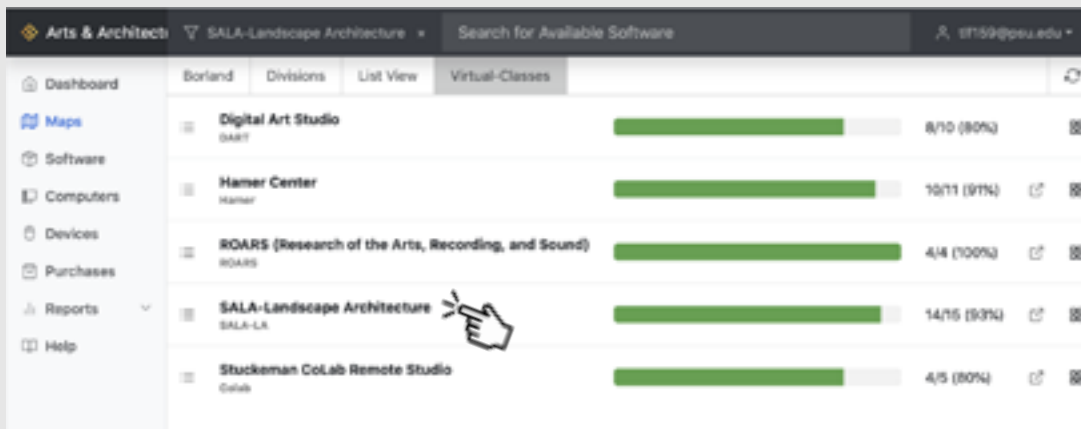 Arts & Architect
SALA-Landscape Architecture
Search for Available Software
tlf159@psu.edu
Dashboard
Maps
Software
Computers
Devices
Purchases
Reports
Help
Borland
Divisions
List View
Virtual-Classes
Digital Art Studio
DART
8/10 (80%)
Hamer Center
Hamer
10/11 (91%)
ROARS (Research of the Arts, Recording, and Sound)
ROARS
4/4 (100%)
SALA-Landscape Architecture
SALA-LA
14/15 (93%)
Stuckeman CoLab Remote Studio
Colab
4/5 (80%)